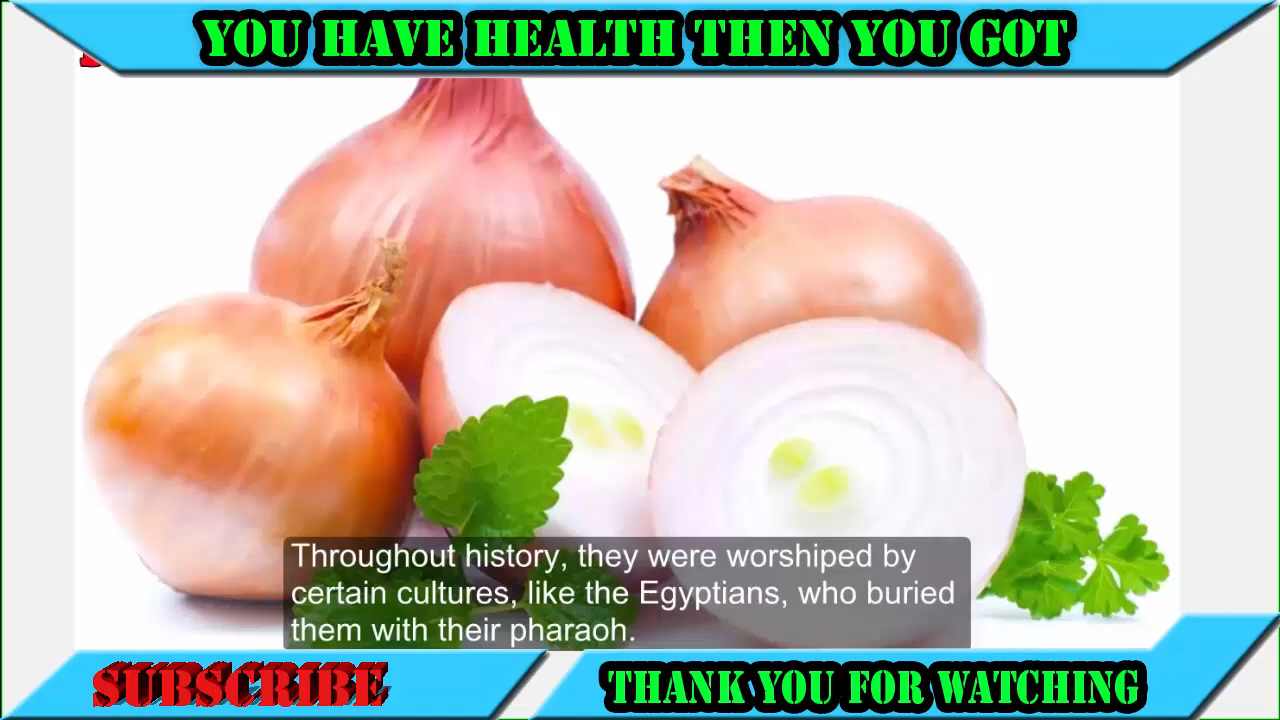 YOU HAVE HEALTH THEN YOU GOT
Throughout history, they were worshiped by
certain cultures, like the Egyptians, who buried
them with their pharaoh.
SUBSCRIBE
THANK YOU FOR WATCHING